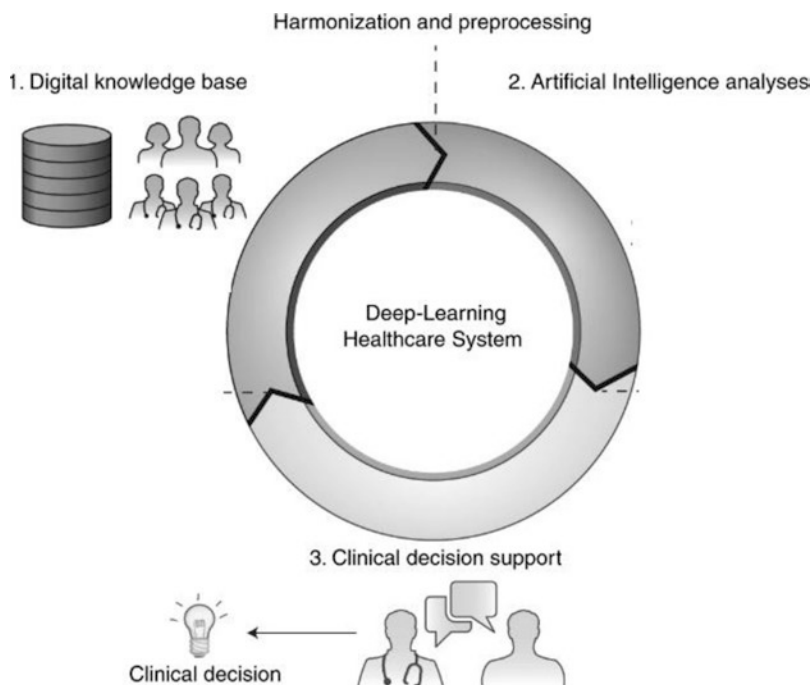 Harmonization and preprocessing
1. Digital knowledge base
2. Artificial Intelligence analyses
Deep-Learning
Healthcare System
3. Clinical decision support
Clinical decision